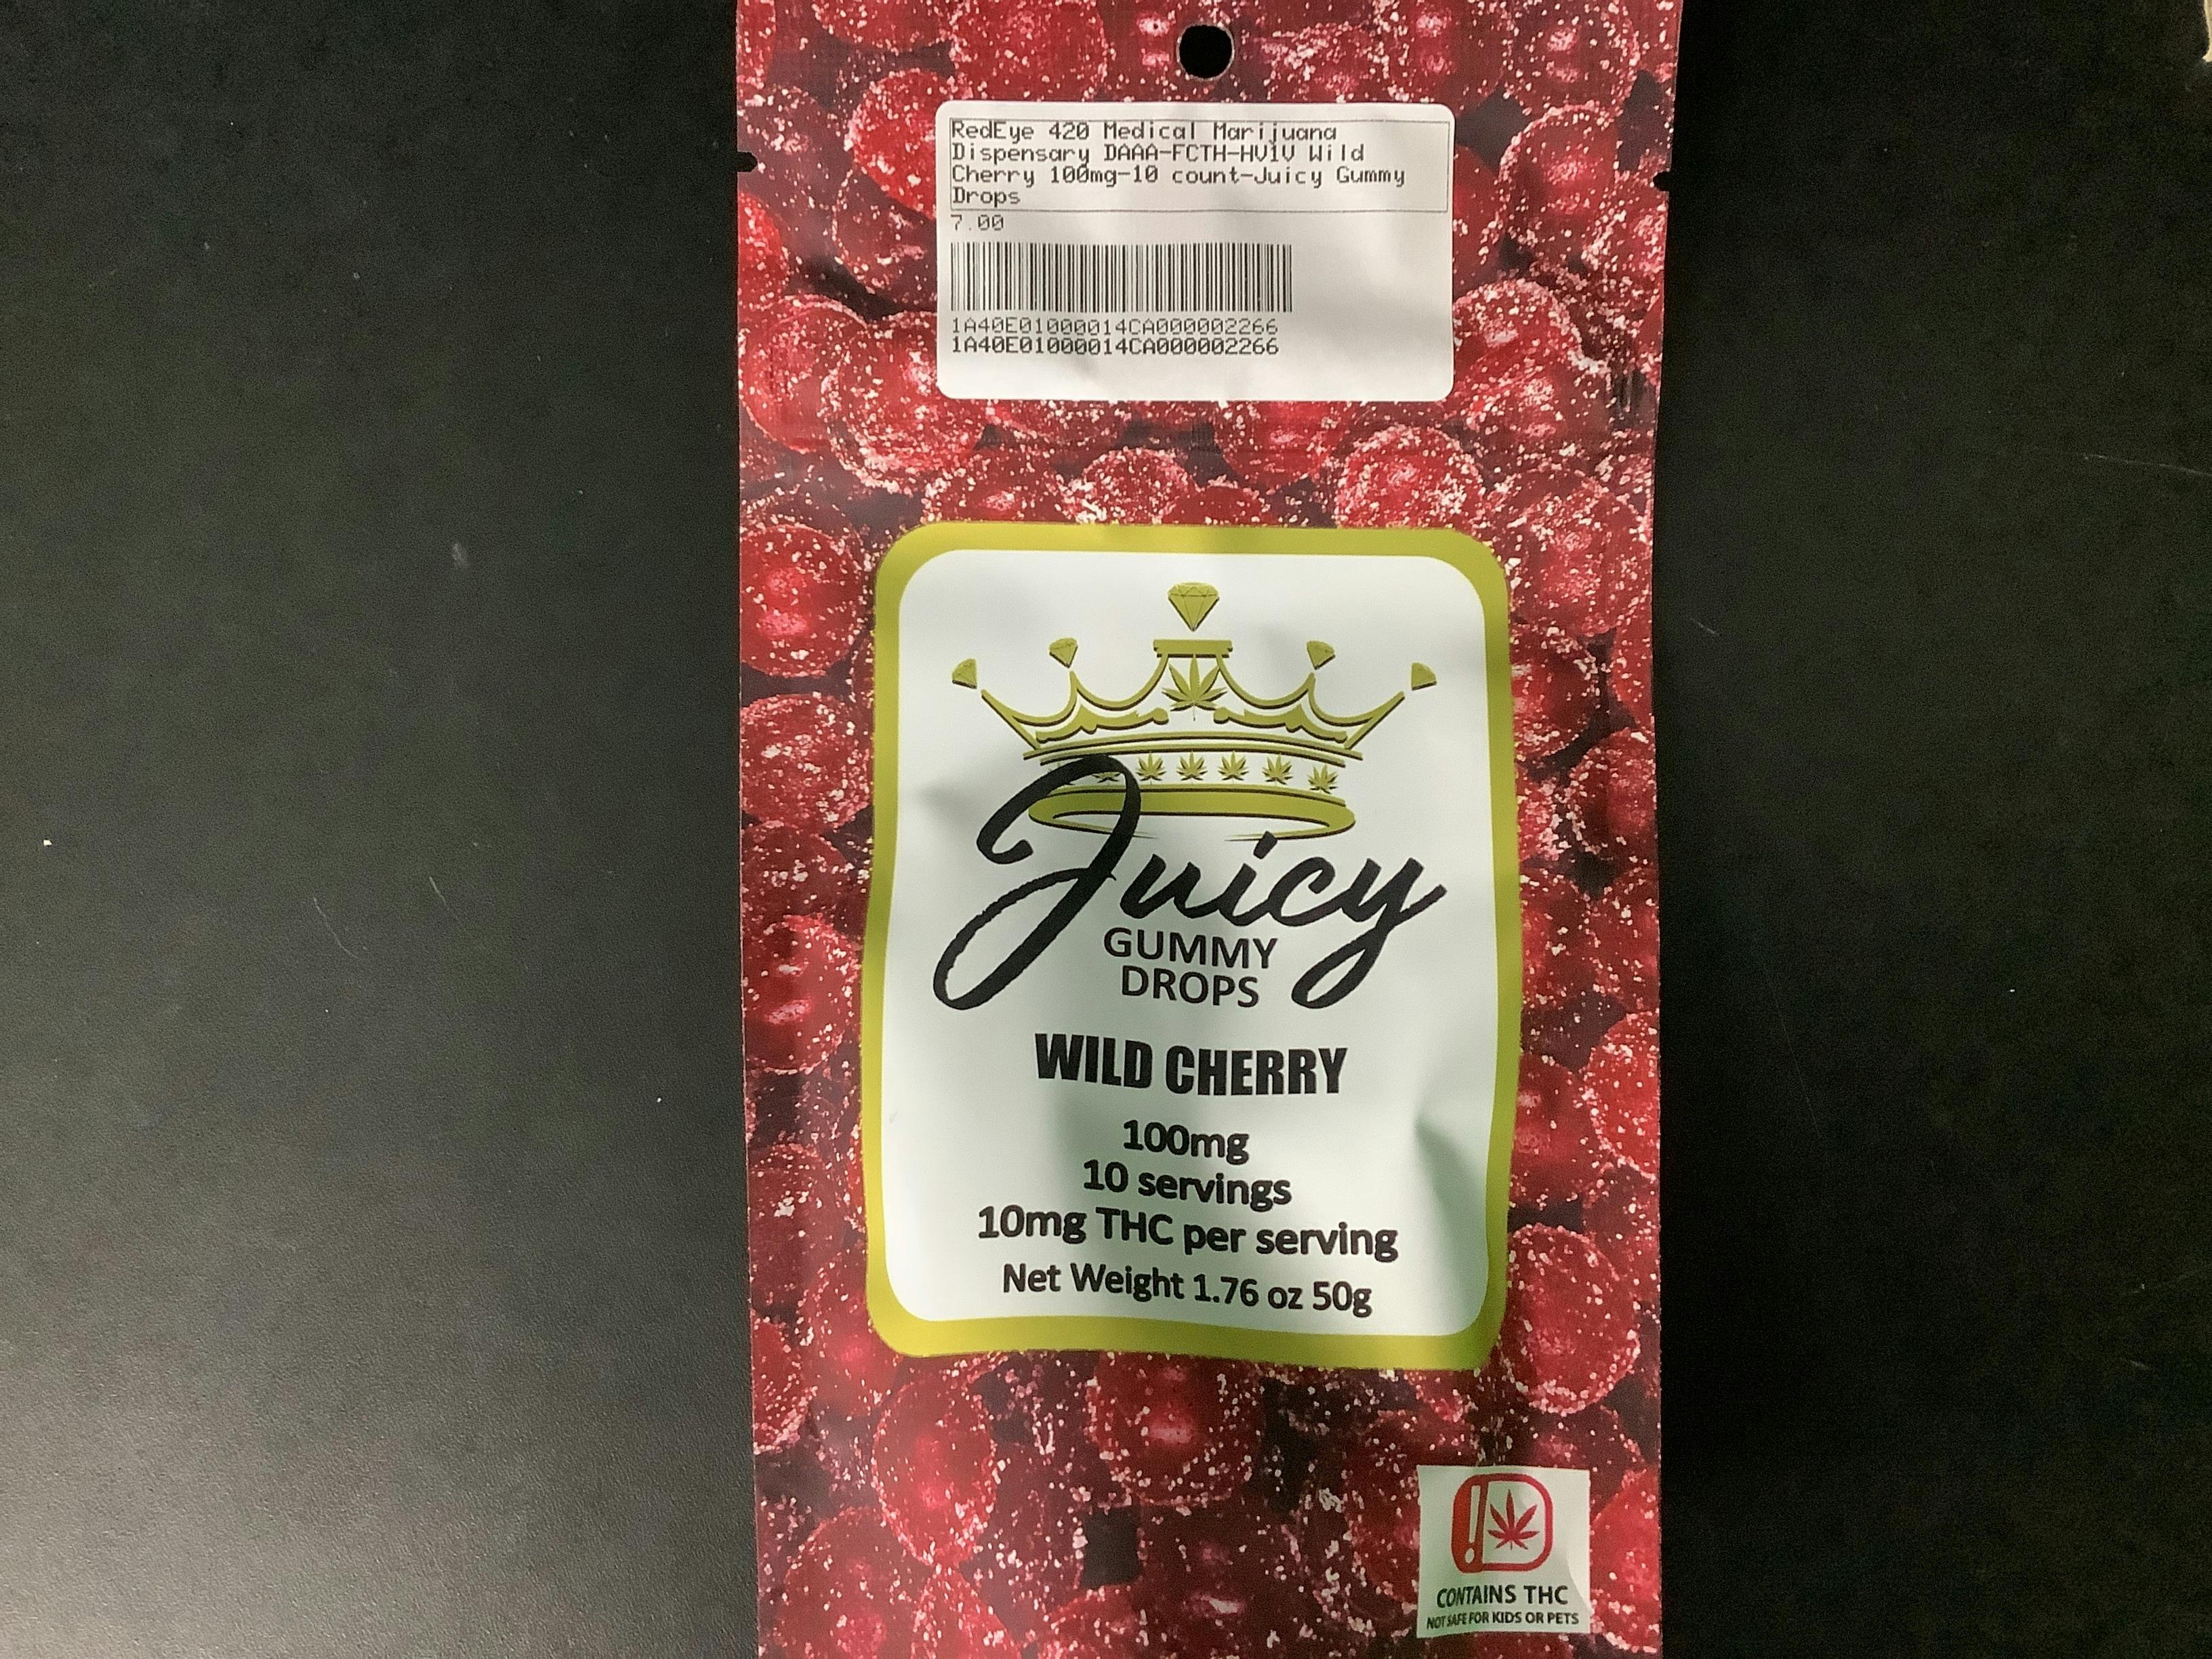 RedEye 420 Medical Marijuana
Dispensary DAAA-FCTH-HV1V Wild
Cherry 100mg-10 count-Juicy Gummy
Drops
7.00
1A40E01000014CA000002266
1A40E01000014CA000002266
Juicy
GUMMY
DROPS
WILD CHERRY
100mg
10 servings
10mg THC per serving
Net Weight 1.76 oz 50g
!
CONTAINS THC
NOT SAFE FOR KIDS OR PETS